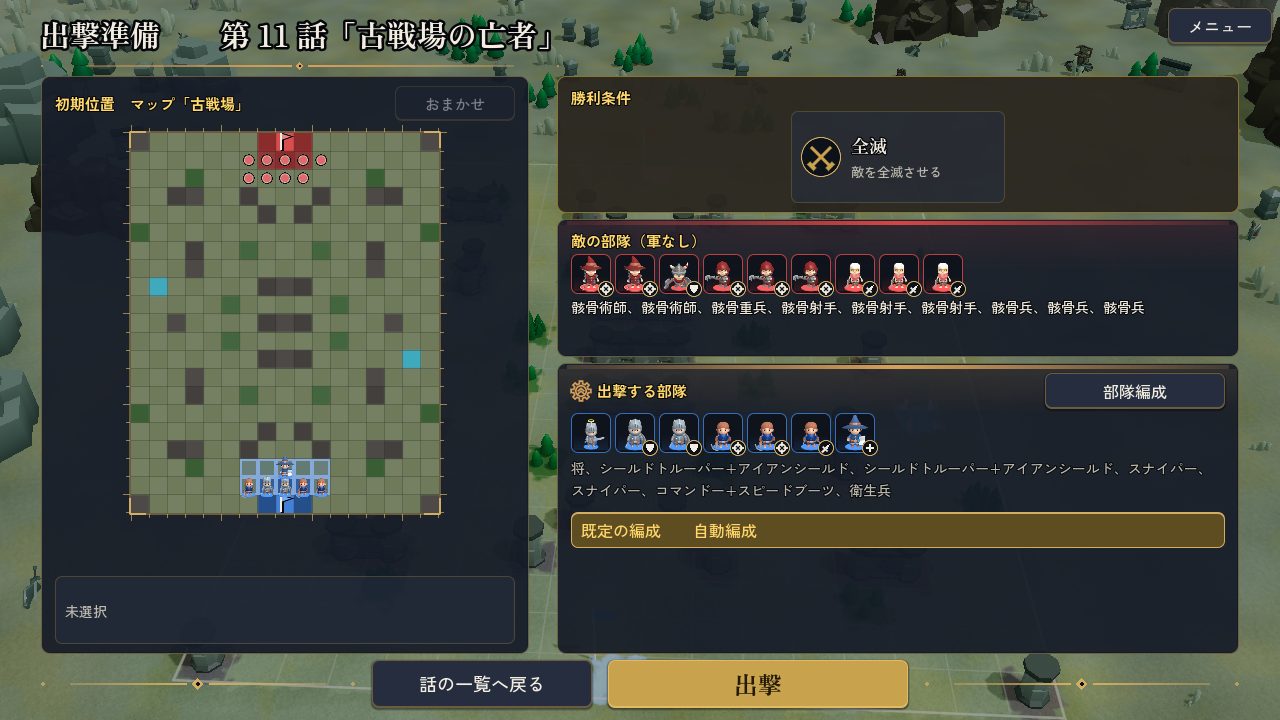 出撃準備　第 11 話「古戦場の亡者」
メニュー
初期位置　マップ「古戦場」
おまかせ
未選択
勝利条件
全滅
敵を全滅させる
敵の部隊（軍なし）
骸骨術師、骸骨術師、骸骨重兵、骸骨射手、骸骨射手、骸骨射手、骸骨兵、骸骨兵、骸骨兵
出撃する部隊
部隊編成
将、シールドトルーパー＋アイアンシールド、シールドトルーパー＋アイアンシールド、スナイパー、
スナイパー、コマンドー＋スピードブーツ、衛生兵
既定の編成　自動編成
話の一覧へ戻る
出撃